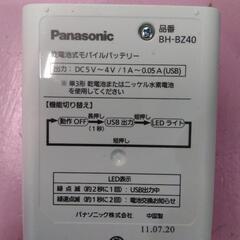 Panasonic
品番
BH-BZ40
乾電池式モバイルバッテリー
出力:DC5V～4V/1A～0.05A(USB)
●単3形 乾電池またはニッケル水素電池
を使用してください
【機能切り替え】
長押し 短押し
動作OFF USB出力 LEDライト
(1秒)
短押し
LED表示
緑点滅(約2秒に1回):USB出力中
緑速点滅(約1秒に1回):電池交換お知らせ
パナソニック株式会社 中国製
11.07.20